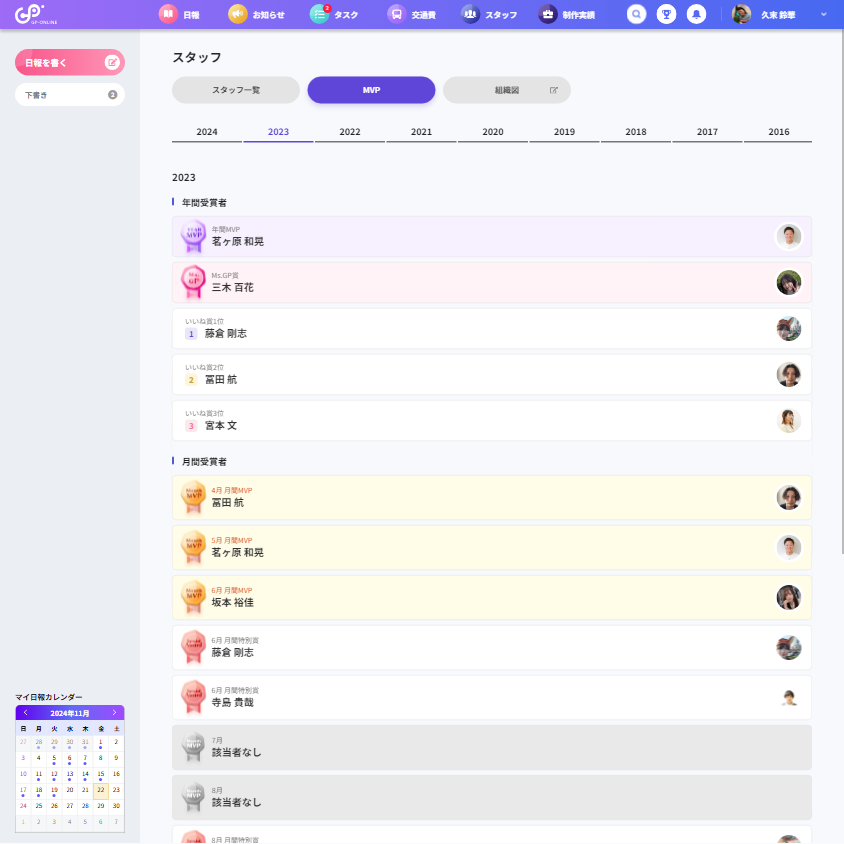 GP
GP-ONLINE
日報
お知らせ
2
タスク
交通費
スタッフ
制作実績
久末 鈴華
日報を書く
下書き
2
スタッフ
スタッフ一覧
MVP
組織図
2024
2023
2022
2021
2020
2019
2018
2017
2016
2023
年間受賞者
YEAR
MVP
年間MVP
茗ヶ原 和晃
Ms.
GP
Ms.GP賞
三木 百花
いいね賞1位
1 藤倉 剛志
いいね賞2位
2 冨田 航
いいね賞3位
3 宮本 文
月間受賞者
MVP
4月 月間MVP
冨田 航
MVP
5月 月間MVP
茗ヶ原 和晃
MVP
6月 月間MVP
坂本 裕佳
6月 月間特別賞
藤倉 剛志
6月 月間特別賞
寺島 貴哉
MVP
7月
該当者なし
MVP
8月
該当者なし
8月 月間特別賞
マイ日報カレンダー
2024年11月
日 月 火 水 木 金 土
27 28 29 30 31 1 2
3 4 5 6 7 8 9
10 11 12 13 14 15 16
17 18 19 20 21 22 23
24 25 26 27 28 29 30
1 2 3 4 5 6 7